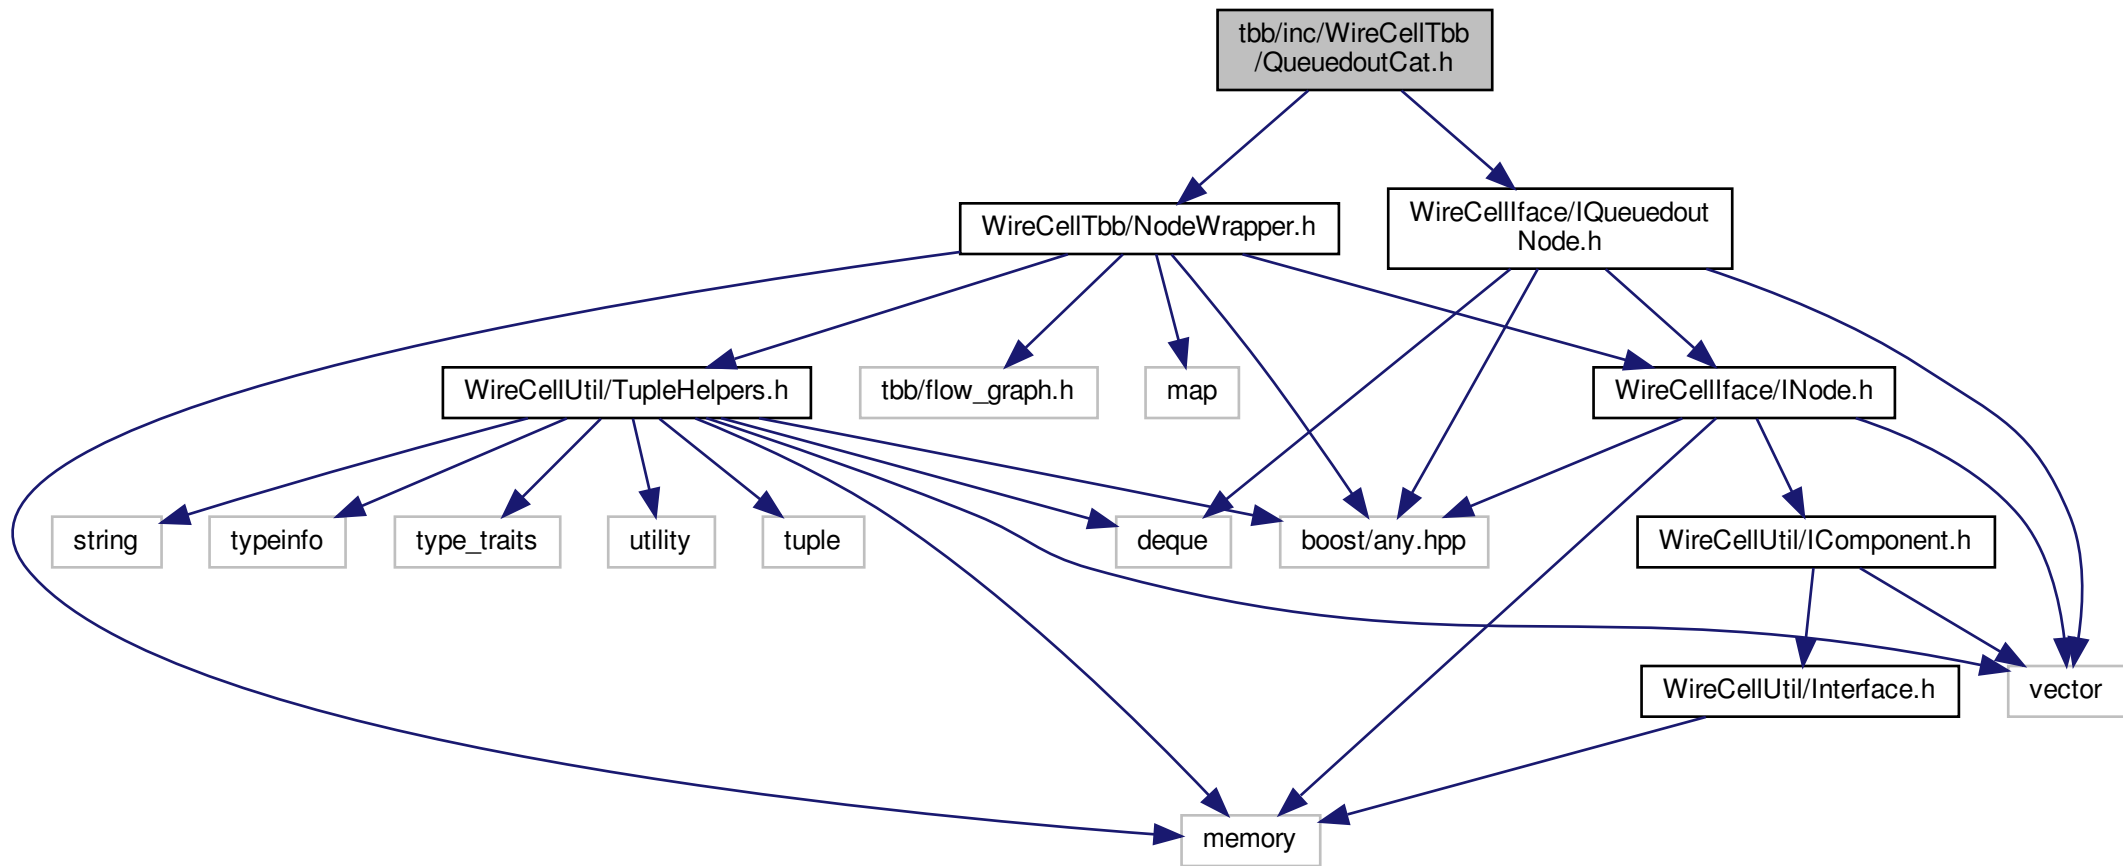 tbb/inc/WireCellTbb
/QueuedoutCat.h
WireCellTbb/NodeWrapper.h
WireCellIface/IQueuedout
Node.h
WireCellUtil/TupleHelpers.h
tbb/flow_graph.h
map
WireCellIface/INode.h
string
typeinfo
type_traits
utility
tuple
deque
boost/any.hpp
WireCellUtil/IComponent.h
WireCellUtil/Interface.h
vector
memory